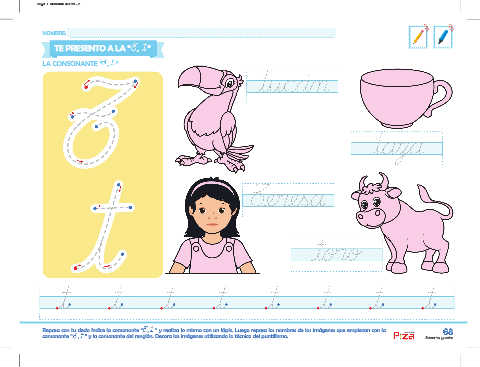 NOMBRE:
TE PRESENTO A LA "T, t"
LA CONSONANTE "T, t"
tucán
taza
Teresa
toro
T
t
t t t t t t t t
Repasa con tu dedo índice la consonante "T, t" y realiza lo mismo con un lápiz. Luego repasa los nombres de las imágenes que empiezan con la
consonante "T, t" y la consonante del renglón. Decora las imágenes utilizando la técnica del puntillismo.
68